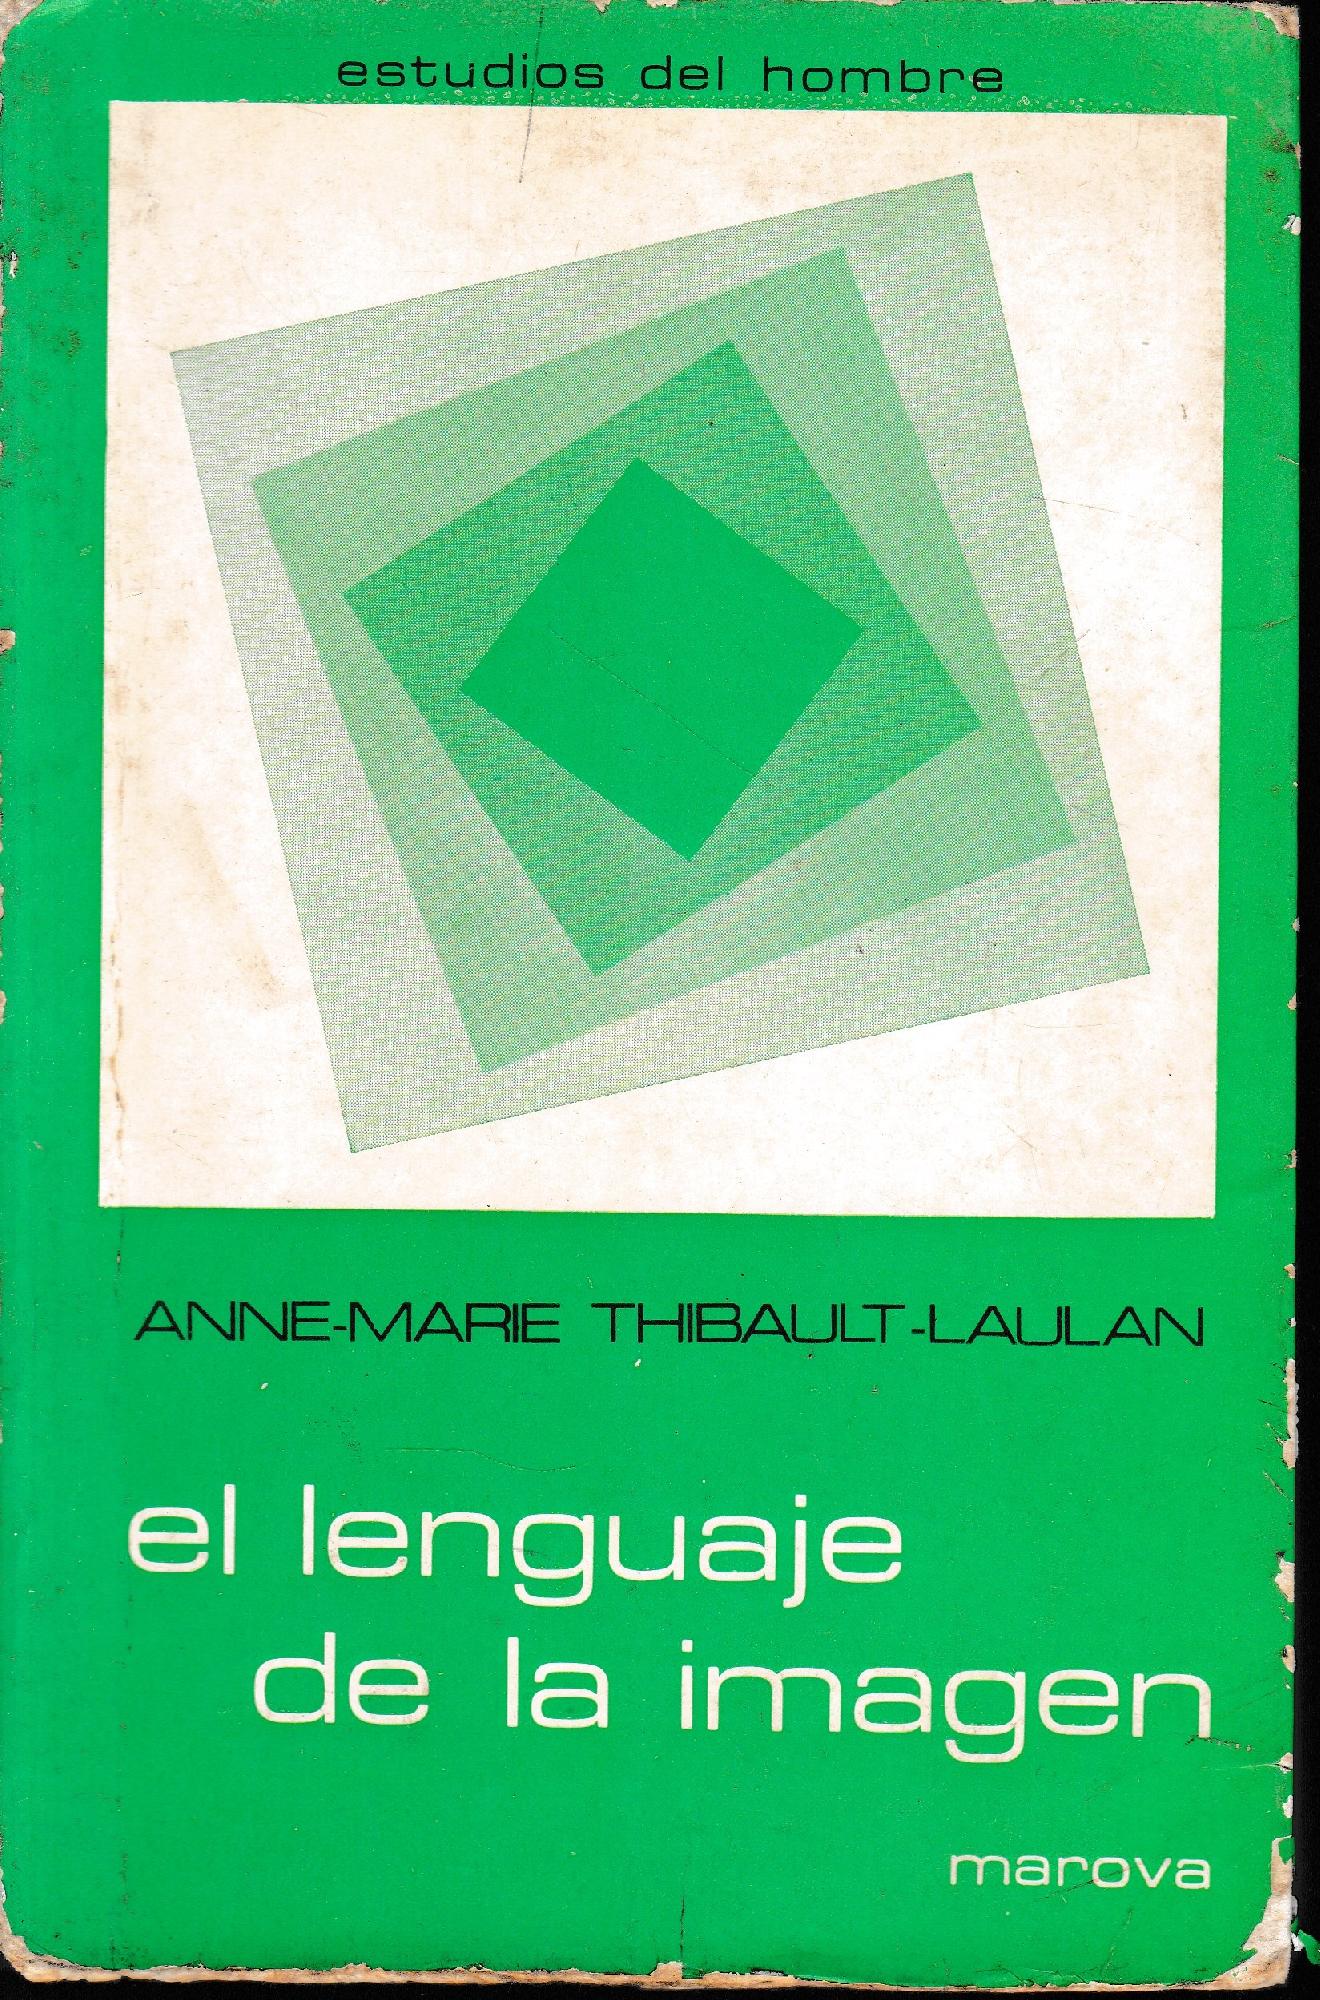 estudios del hombre
ANNE-MARIE THIBAULT-LAULAN
el lenguaje
de la imagen
marova